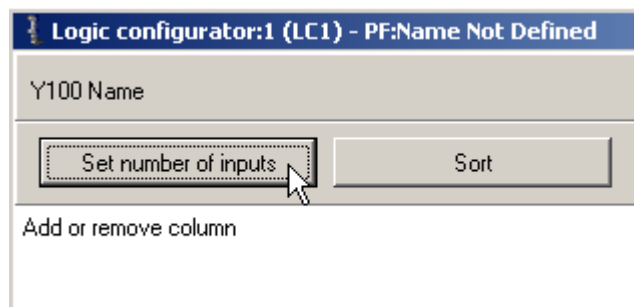 Logic configurator:1 (LC1) - PF:Name Not Defined
Y100 Name
Set number of inputs Sort
Add or remove column